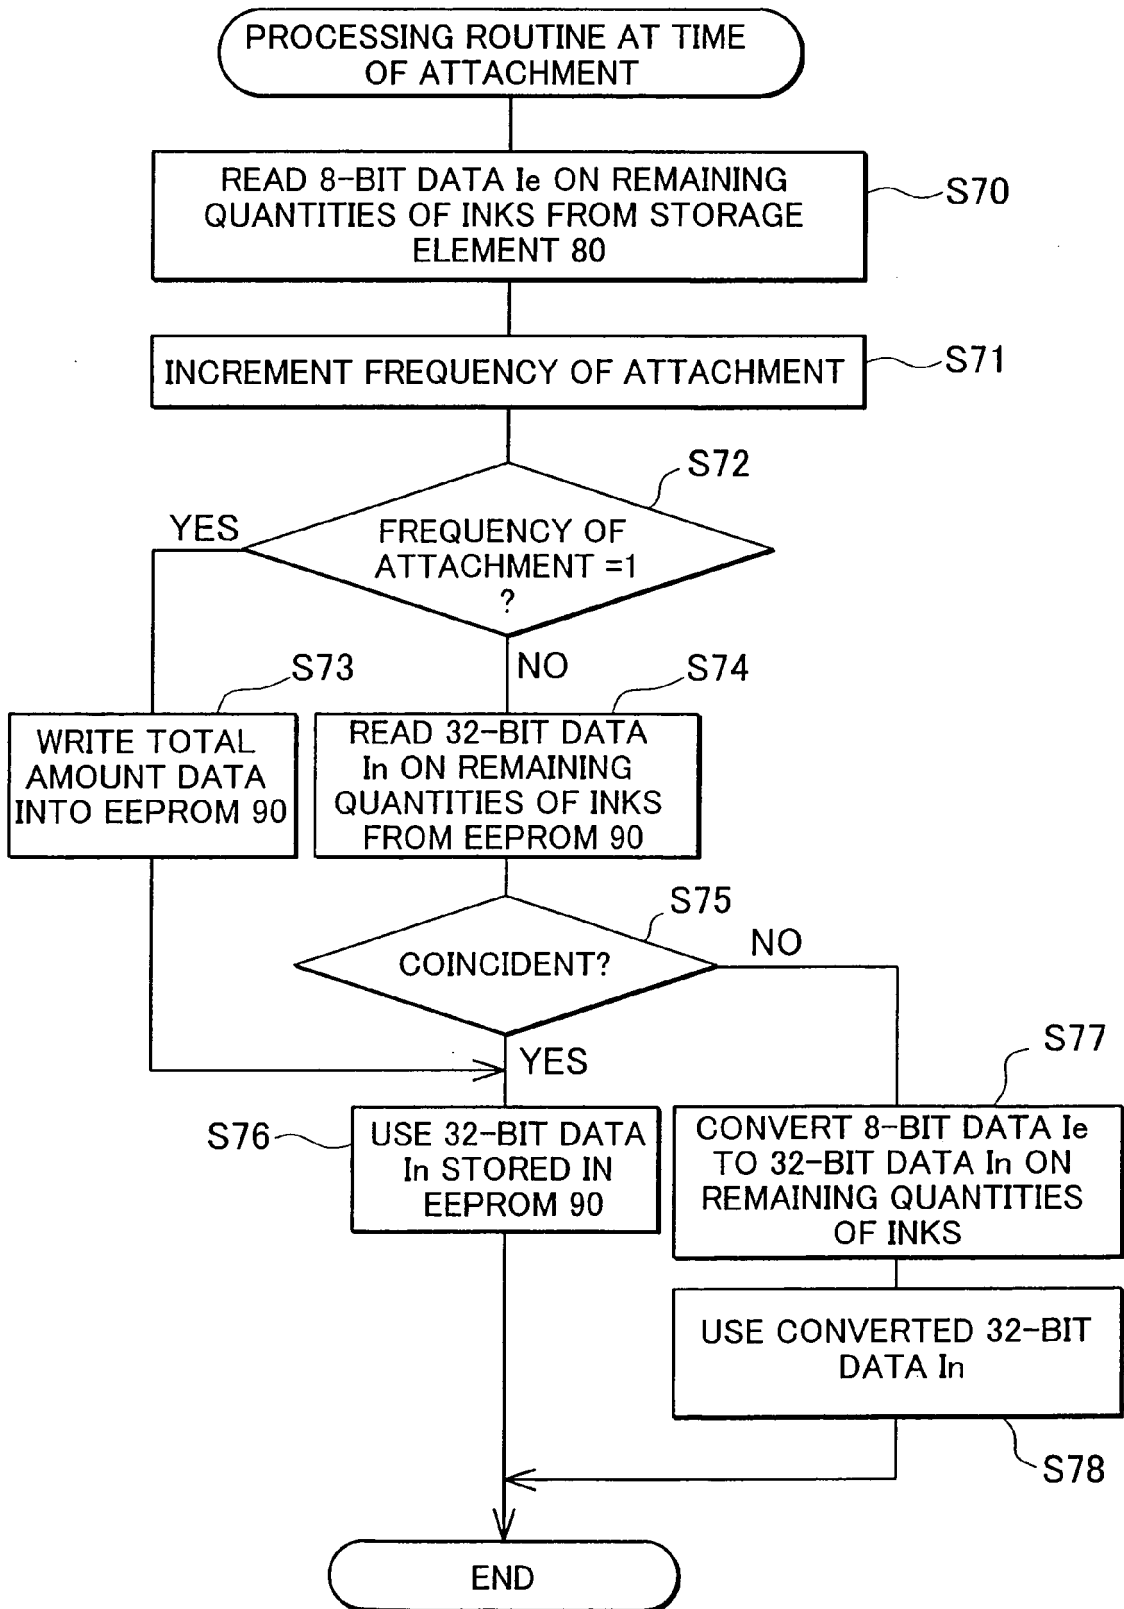 PROCESSING ROUTINE AT TIME
OF ATTACHMENT
READ 8-BIT DATA Ie ON REMAINING
QUANTITIES OF INKS FROM STORAGE
ELEMENT 80
S70
INCREMENT FREQUENCY OF ATTACHMENT
S71
S72
FREQUENCY OF
ATTACHMENT =1
?
YES
NO
S73
WRITE TOTAL
AMOUNT DATA
INTO EEPROM 90
S74
READ 32-BIT DATA
In ON REMAINING
QUANTITIES OF INKS
FROM EEPROM 90
S75
COINCIDENT?
NO
YES
S76
USE 32-BIT DATA
In STORED IN
EEPROM 90
S77
CONVERT 8-BIT DATA Ie
TO 32-BIT DATA In ON
REMAINING QUANTITIES
OF INKS
USE CONVERTED 32-BIT
DATA In
S78
END